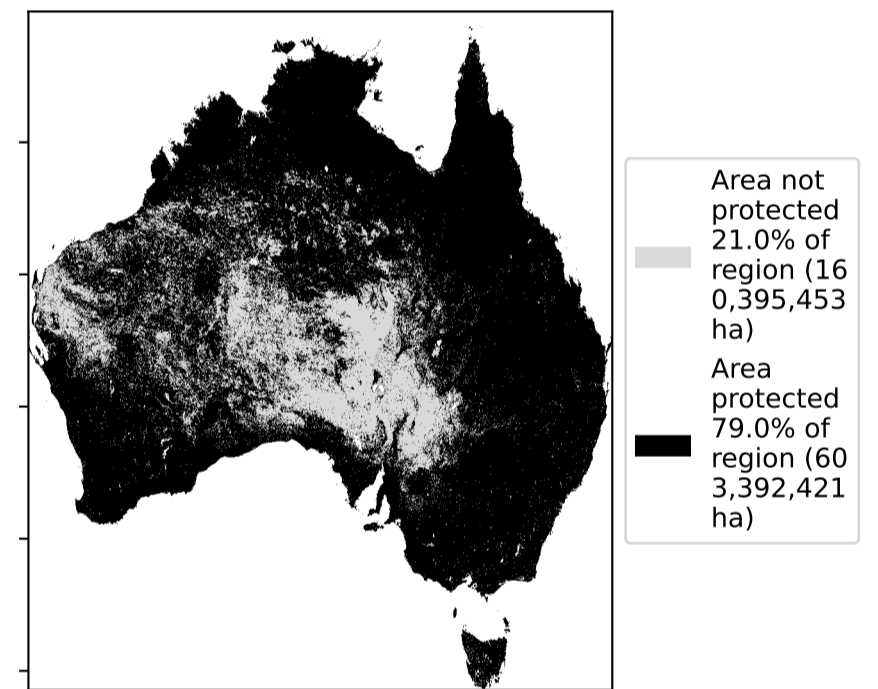 Area not
protected
21.0% of
region (16
0,395,453
ha)
Area
protected
79.0% of
region (60
3,392,421
ha)